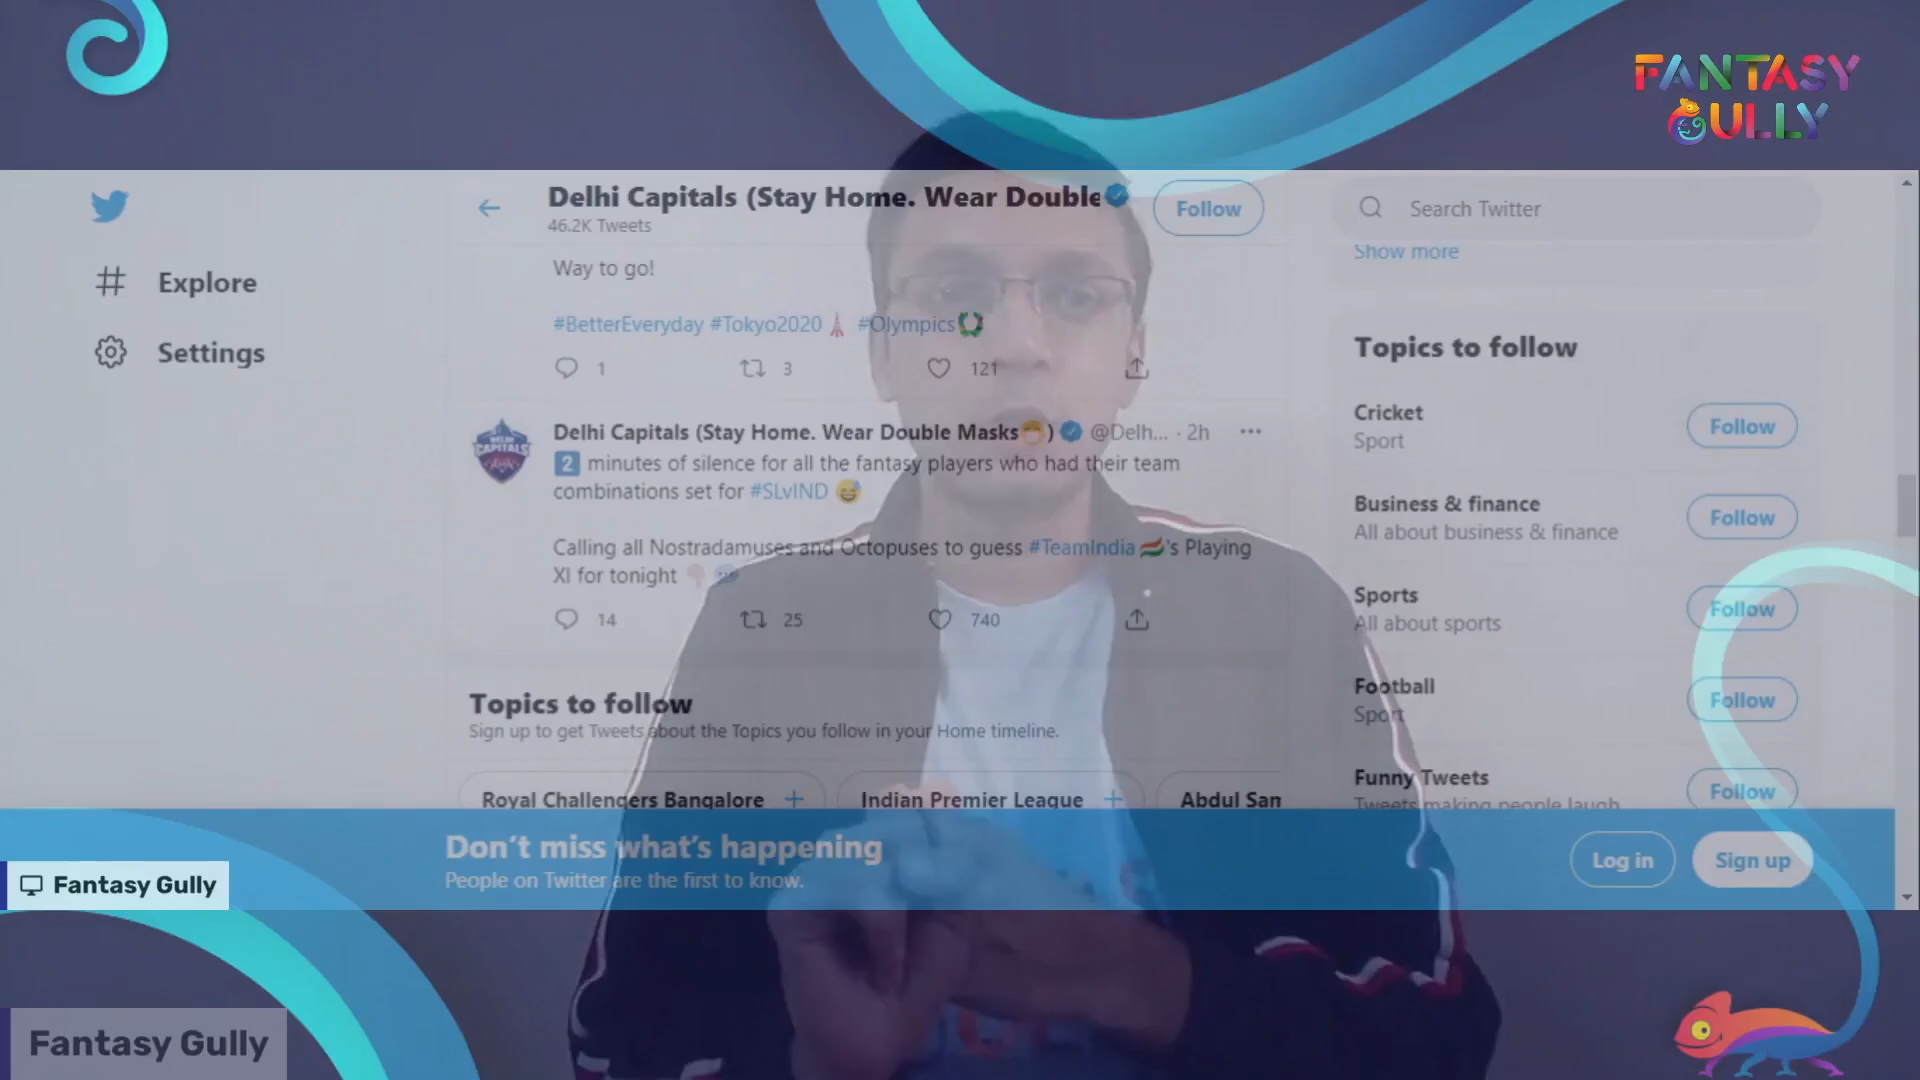 FANTASY
GULLY
Delhi Capitals (Stay Home. Wear Double
46.2K Tweets
Follow
Search Twitter
Show more
Explore
Settings
Way to go!
#BetterEveryday #Tokyo2020 #Olympics
1 3 121
Delhi Capitals (Stay Home. Wear Double Masks😷) @Delh... · 2h ···
2 minutes of silence for all the fantasy players who had their team
combinations set for #SLvIND 😅
Calling all Nostradamuses and Octopuses to guess #TeamIndia 's Playing
XI for tonight
14 25 740
Topics to follow
Sign up to get Tweets about the Topics you follow in your Home timeline.
Royal Challengers Bangalore +
Indian Premier League +
Abdul Sam
Topics to follow
Cricket
Sport
Follow
Business & finance
All about business & finance
Follow
Sports
All about sports
Follow
Football
Sport
Follow
Funny Tweets
Tweets making people laugh
Follow
Don't miss what's happening
People on Twitter are the first to know.
Log in
Sign up
Fantasy Gully
Fantasy Gully